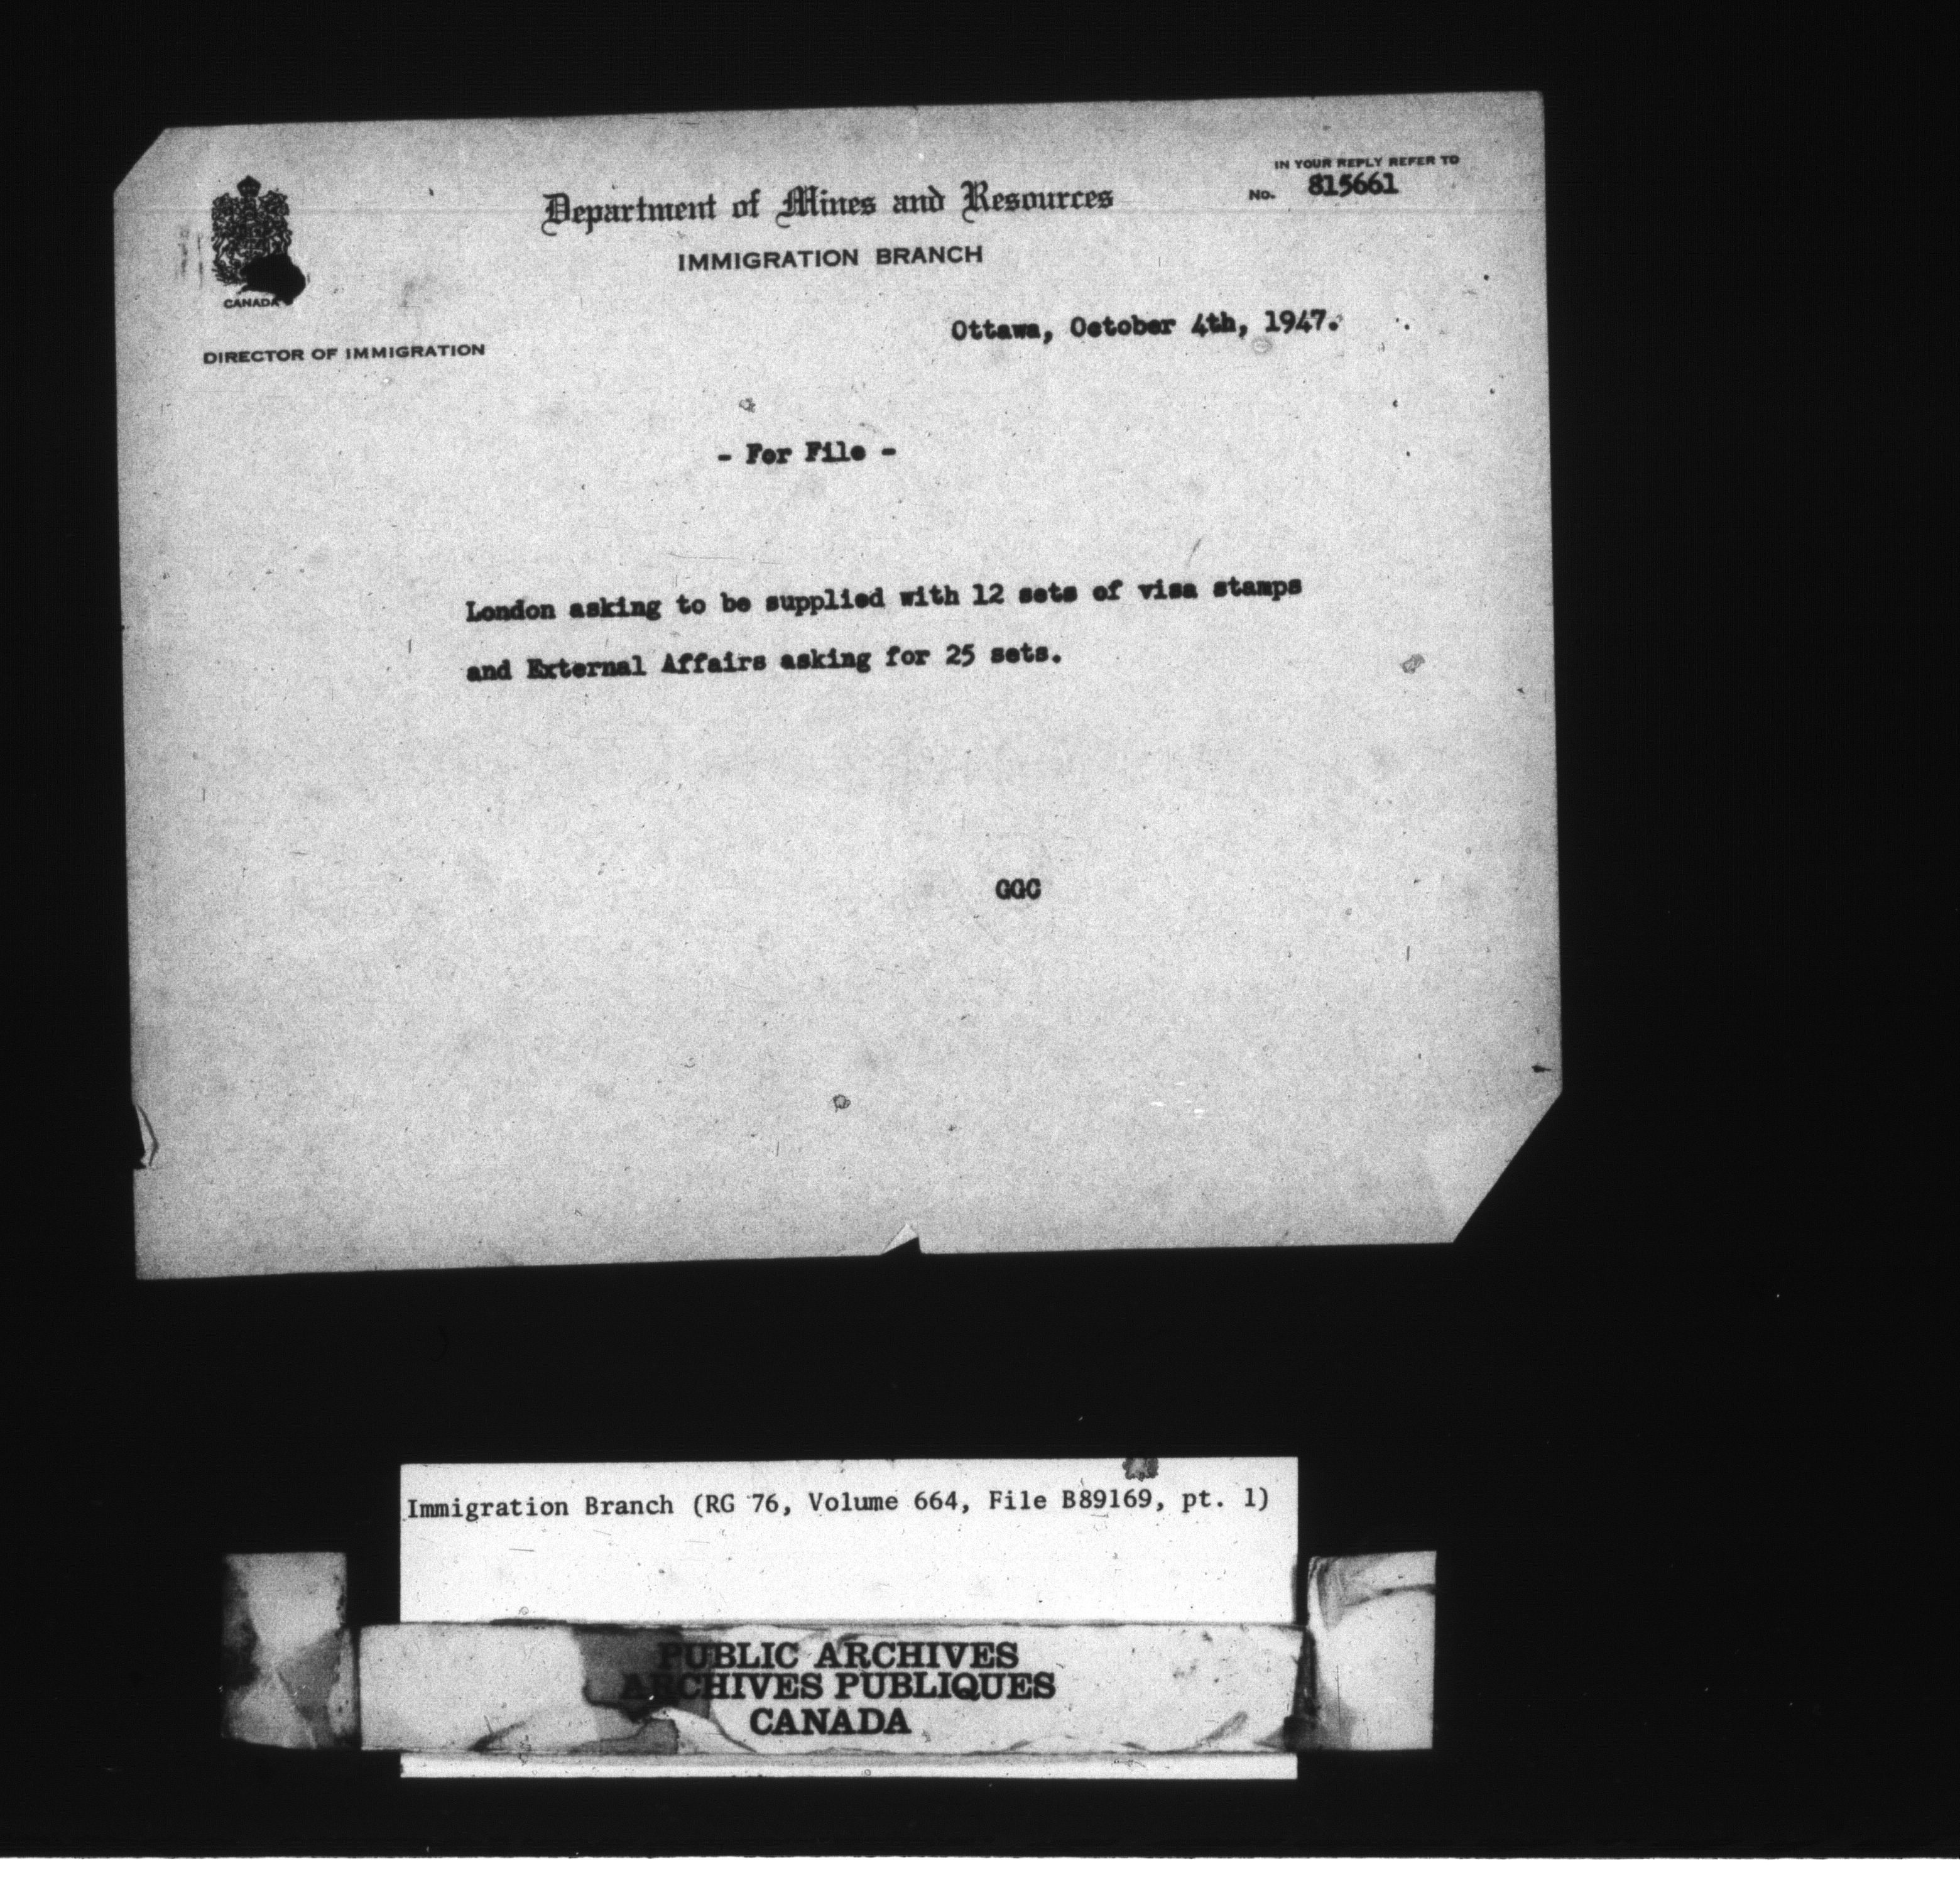 IN YOUR REPLY REFER TO
No. 815661
Department of Mines and Resources
IMMIGRATION BRANCH
CANADA
Ottawa, October 4th, 1947.
DIRECTOR OF IMMIGRATION
- For File -
London asking to be supplied with 12 sets of visa stamps
and External Affairs asking for 25 sets.
GGC
Immigration Branch (RG 76, Volume 664, File B89169, pt. 1)
PUBLIC ARCHIVES
ARCHIVES PUBLIQUES
CANADA